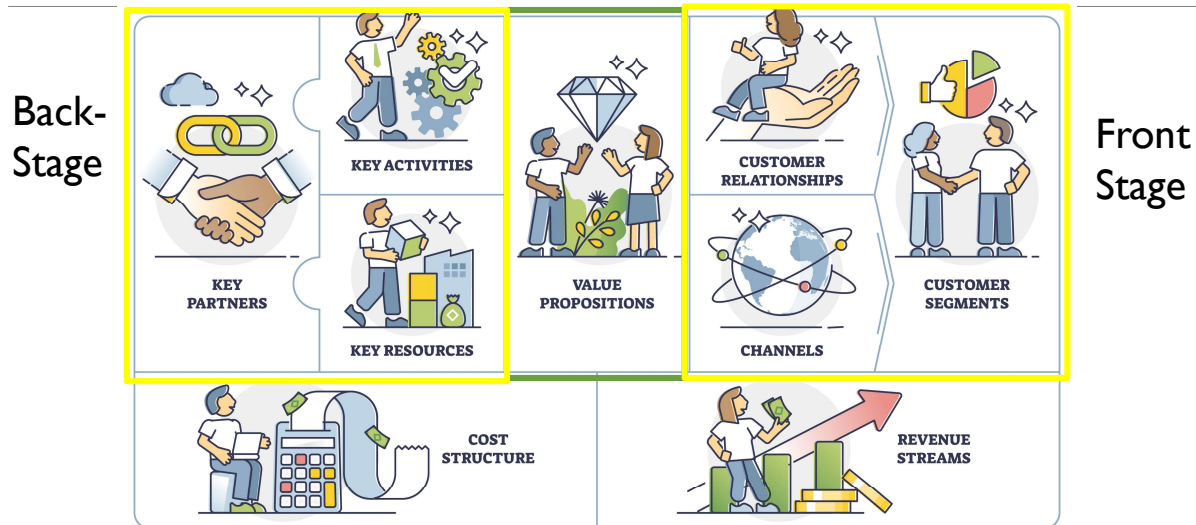 Back-
Stage
KEY ACTIVITIES
KEY
PARTNERS
KEY RESOURCES
VALUE
PROPOSITIONS
CUSTOMER
RELATIONSHIPS
CHANNELS
CUSTOMER
SEGMENTS
Front
Stage
COST
STRUCTURE
REVENUE
STREAMS